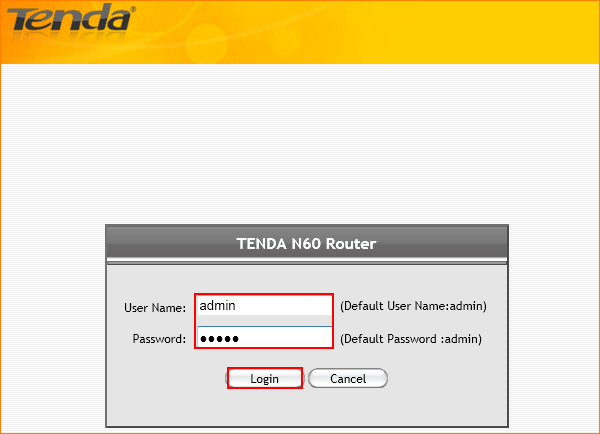 Tenda®
TENDA N60 Router
User Name: admin (Default User Name:admin)
Password: ●●●●● (Default Password :admin)
Login Cancel